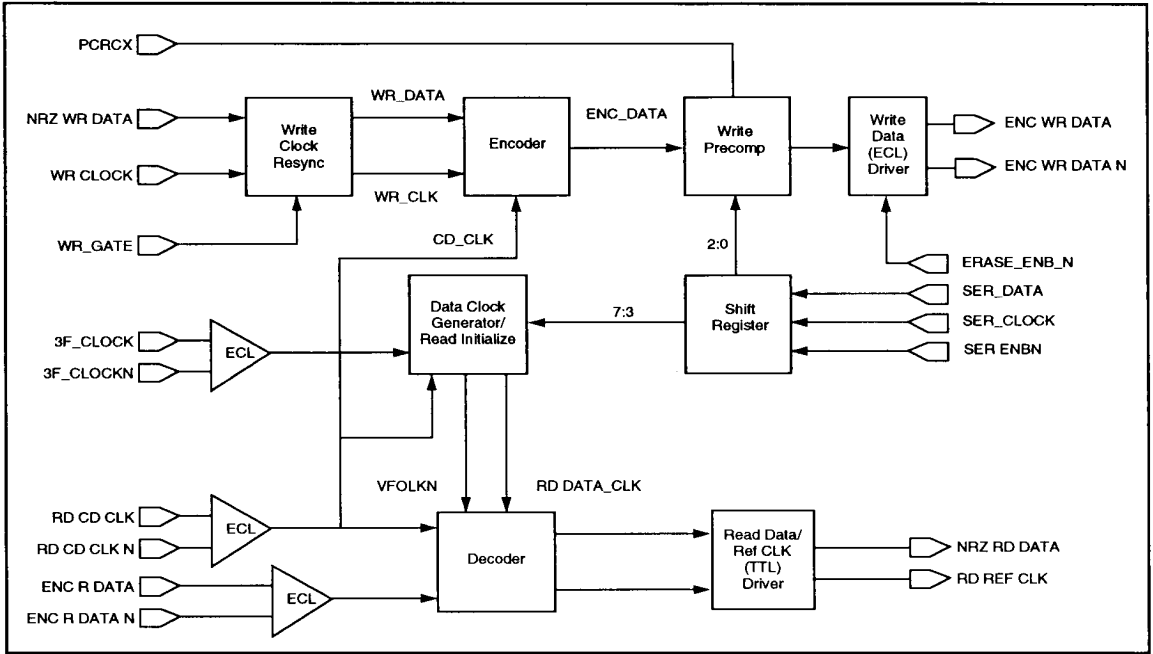 PCRCX
NRZ WR DATA
WR CLOCK
WR_GATE
Write
Clock
Resync
WR_DATA
WR_CLK
Encoder
ENC_DATA
Write
Precomp
Write
Data
(ECL)
Driver
ENC WR DATA
ENC WR DATA N
CD_CLK
2:0
ERASE_ENB_N
SER_DATA
SER_CLOCK
SER ENBN
3F_CLOCK
3F_CLOCKN
ECL
Data Clock
Generator/
Read Initialize
7:3
Shift
Register
VFOLKN
RD DATA_CLK
RD CD CLK
RD CD CLK N
ECL
ENC R DATA
ENC R DATA N
ECL
Decoder
Read Data/
Ref CLK
(TTL)
Driver
NRZ RD DATA
RD REF CLK